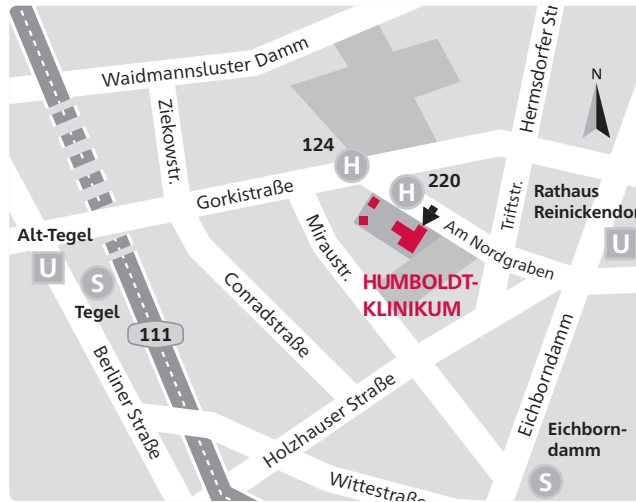 Waidmannsluster Damm
Hermsdorfer Str
N
Ziekowstr.
124
H
H
220
Gorkistraße
Triftstr.
Rathaus
Reinickendor
Alt-Tegel
U
Miraustr.
Am Nordgraben
U
S
Tegel
HUMBOLDT-
KLINIKUM
Conradstraße
111
Berliner Straße
Holzhauser Straße
Eichborndamm
Eichborn-
damm
S
Wittestraße